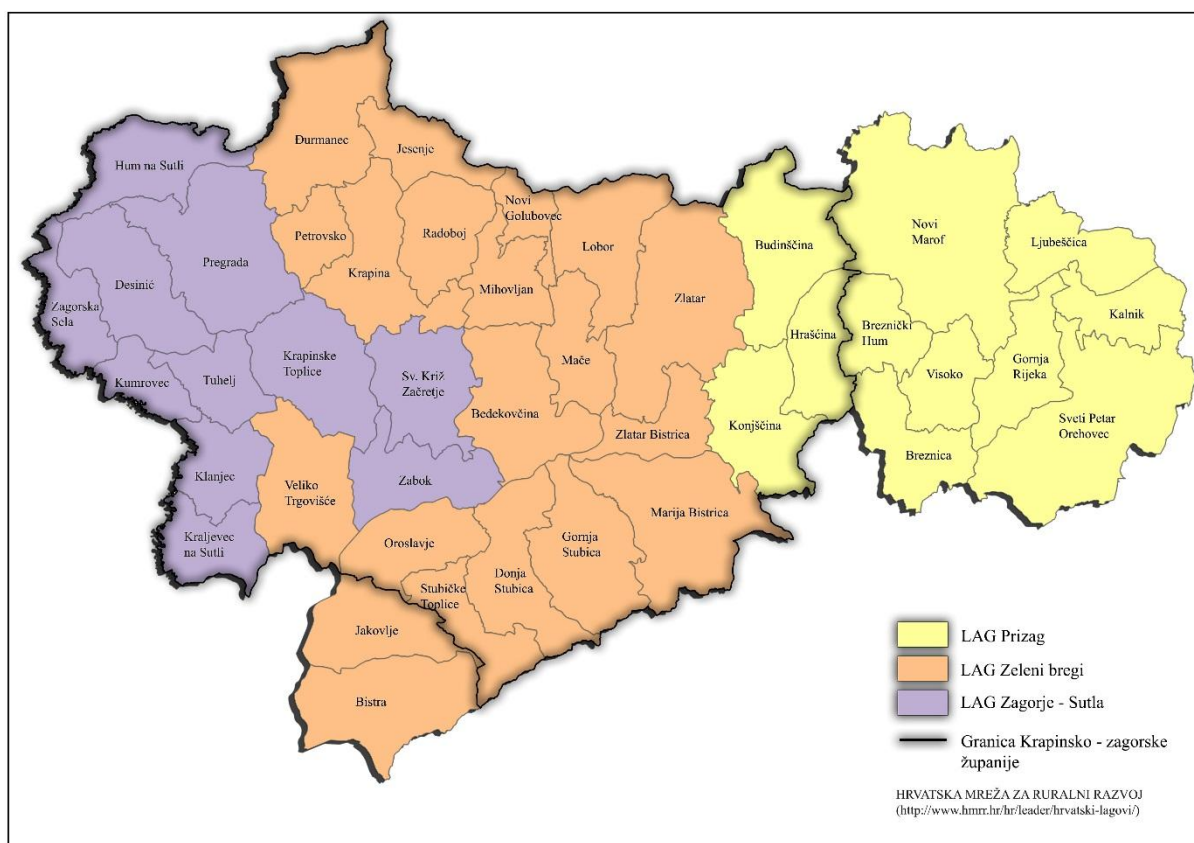 Đurmanec
Jesenje
Hum na Sutli
Novi
Golubovec
Petrovsko
Radoboj
Lobor
Budinščina
Novi
Marof
Ljubeščica
Pregrada
Krapina
Desinić
Mihovljan
Zlatar
Zagorska
Sela
Kalnik
Hrašćina
Breznički
Hum
Krapinske
Toplice
Sv. Križ
Začretje
Mače
Gornja
Rijeka
Visoko
Kumrovec
Tuhelj
Bedekovčina
Sveti Petar
Orehovec
Konjščina
Zlatar Bistrica
Breznica
Klanjec
Veliko
Trgovišće
Zabok
Marija Bistrica
Kraljevec
na Sutli
Oroslavje
Gornja
Stubica
Stubičke
Toplice
Donja
Stubica
Jakovlje
Bistra
LAG Prizag
LAG Zeleni bregi
LAG Zagorje - Sutla
Granica Krapinsko - zagorske
županije
HRVATSKA MREŽA ZA RURALNI RAZVOJ
(http://www.hmrr.hr/hr/leader/hrvatski-lagovi/)